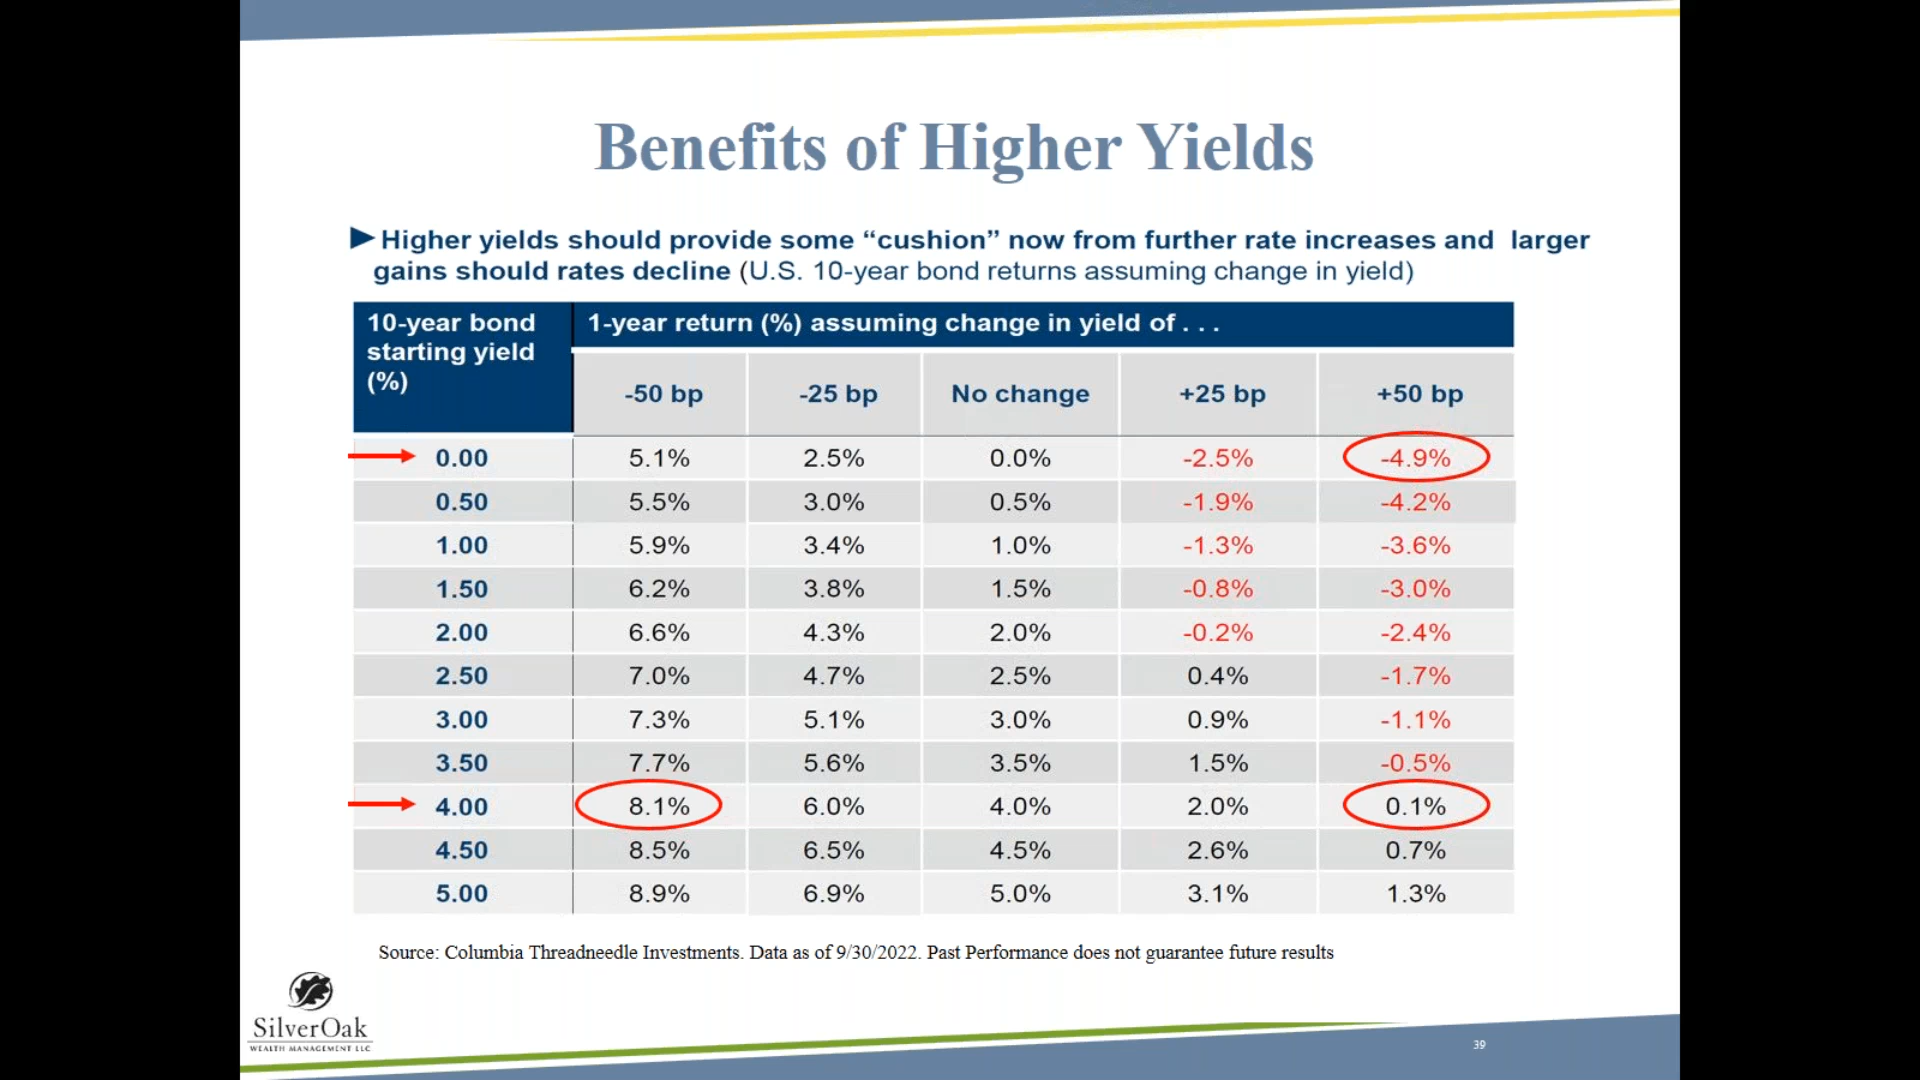 Benefits of Higher Yields
►Higher yields should provide some “cushion” now from further rate increases and larger
gains should rates decline (U.S. 10-year bond returns assuming change in yield)
10-year bond starting yield (%) 1-year return (%) assuming change in yield of . . .
-50 bp -25 bp No change +25 bp +50 bp
0.00 5.1% 2.5% 0.0% -2.5% -4.9%
0.50 5.5% 3.0% 0.5% -1.9% -4.2%
1.00 5.9% 3.4% 1.0% -1.3% -3.6%
1.50 6.2% 3.8% 1.5% -0.8% -3.0%
2.00 6.6% 4.3% 2.0% -0.2% -2.4%
2.50 7.0% 4.7% 2.5% 0.4% -1.7%
3.00 7.3% 5.1% 3.0% 0.9% -1.1%
3.50 7.7% 5.6% 3.5% 1.5% -0.5%
4.00 8.1% 6.0% 4.0% 2.0% 0.1%
4.50 8.5% 6.5% 4.5% 2.6% 0.7%
5.00 8.9% 6.9% 5.0% 3.1% 1.3%
Source: Columbia Threadneedle Investments. Data as of 9/30/2022. Past Performance does not guarantee future results
SilverOak
WEALTH MANAGEMENT LLC
39